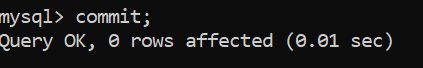 mysql> commit;
Query OK, 0 rows affected (0.01 sec)